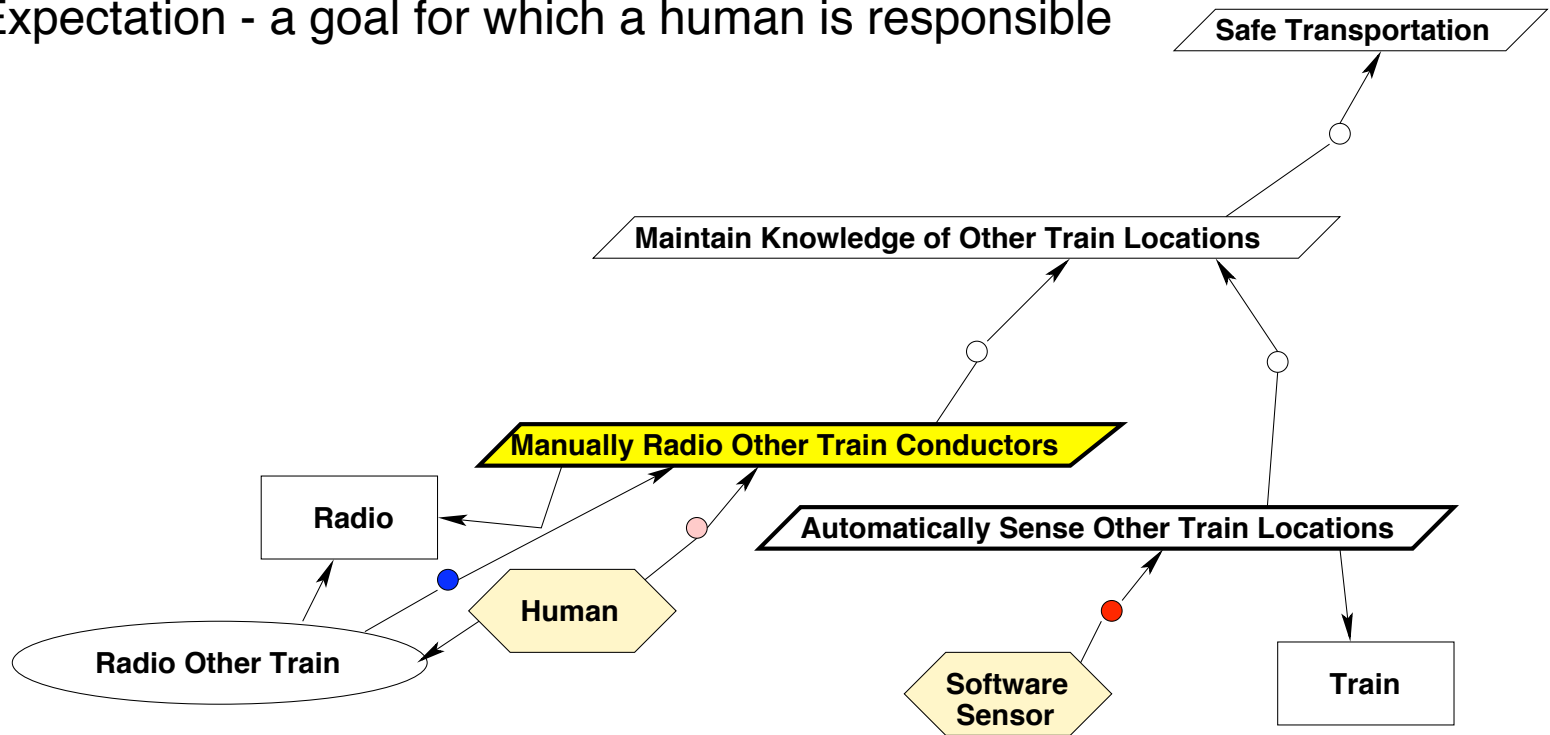 Expectation - a goal for which a human is responsible
Safe Transportation
Maintain Knowledge of Other Train Locations
Manually Radio Other Train Conductors
Radio
Automatically Sense Other Train Locations
Human
Radio Other Train
Software
Sensor
Train